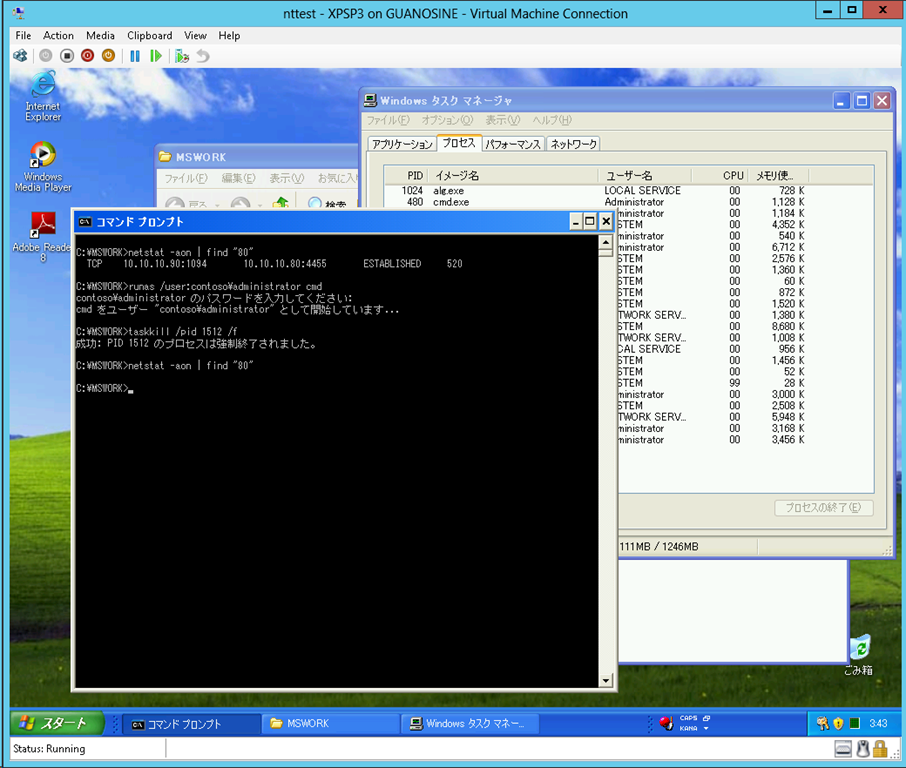 nttest - XPSP3 on GUANOSINE - Virtual Machine Connection
File Action Media Clipboard View Help
Internet
Explorer
Windows
Media Player
Adobe Reade
8
MSWORK
ファイル(F) 編集(E) 表示(V) お気に入
戻る 検索
Windows タスク マネージャ
ファイル(F) オプション(O) 表示(V) ヘルプ(H)
アプリケーション プロセス パフォーマンス ネットワーク
PID イメージ名 ユーザー名 CPU メモリ使...
1024 alg.exe LOCAL SERVICE 00 728 K
480 cmd.exe Administrator 00 1,128 K
ministrator 00 1,184 K
STEM 00 4,352 K
ministrator 00 540 K
ministrator 00 6,712 K
STEM 00 2,576 K
STEM 00 1,360 K
STEM 00 60 K
STEM 00 872 K
STEM 00 1,520 K
TWORK SERV... 00 1,380 K
STEM 00 8,680 K
TWORK SERV... 00 1,008 K
CAL SERVICE 00 956 K
STEM 00 1,456 K
STEM 00 52 K
STEM 99 28 K
ministrator 00 3,000 K
STEM 00 2,508 K
TWORK SERV... 00 5,948 K
ministrator 00 3,168 K
ministrator 00 3,456 K
プロセスの終了(E)
111MB / 1246MB
コマンド プロンプト
C:¥MSWORK>netstat -aon | find "80"
TCP 10.10.10.90:1094 10.10.10.80:4455 ESTABLISHED 520
C:¥MSWORK>runas /user:contoso¥administrator cmd
contoso¥administrator のパスワードを入力してください:
cmd をユーザー "contoso¥administrator" として開始しています...
C:¥MSWORK>taskkill /pid 1512 /f
成功: PID 1512 のプロセスは強制終了されました。
C:¥MSWORK>netstat -aon | find "80"
C:¥MSWORK>
ごみ箱
スタート コマンド プロンプト MSWORK Windows タスク マネー... CAPS KANA 3:43
Status: Running